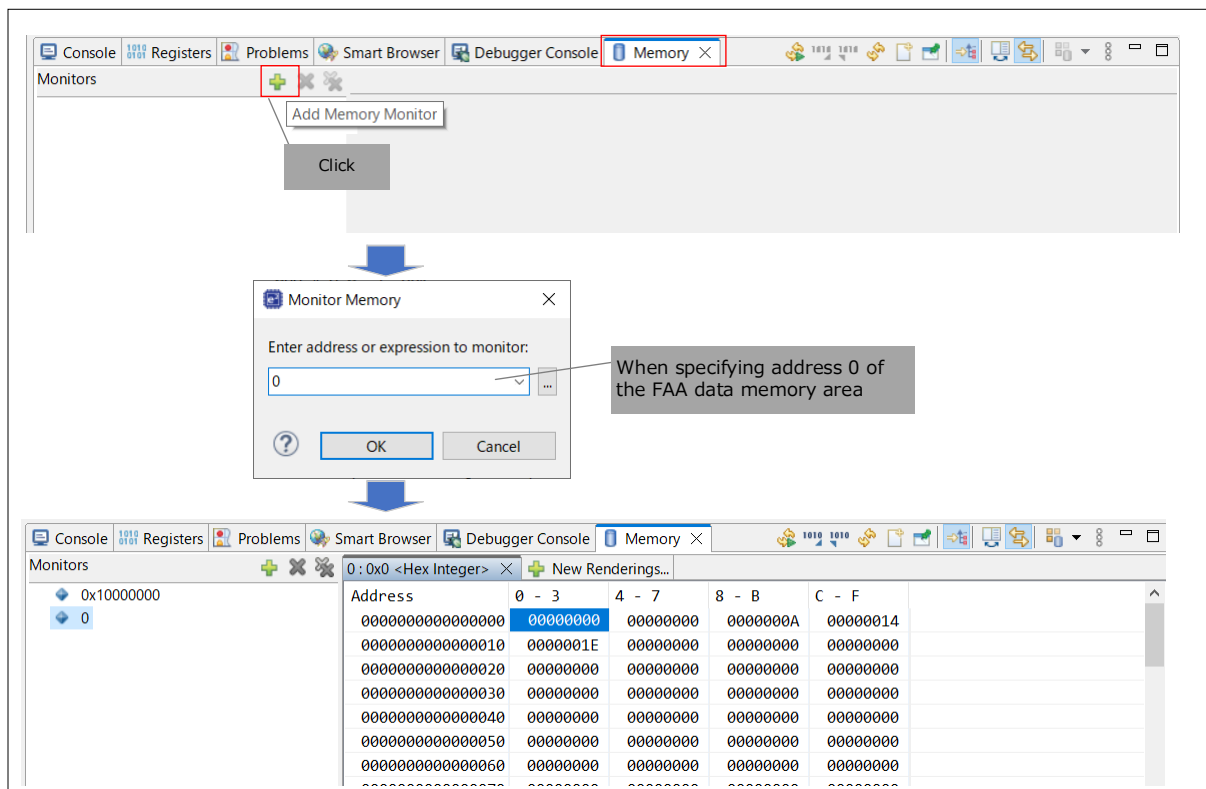 Console Registers Problems Smart Browser Debugger Console Memory
Monitors
Add Memory Monitor
Click
Monitor Memory
Enter address or expression to monitor:
0
...
When specifying address 0 of
the FAA data memory area
? OK Cancel
Console Registers Problems Smart Browser Debugger Console Memory
Monitors
0 : 0x0 <Hex Integer> New Renderings...
0x10000000
0
Address 0 - 3 4 - 7 8 - B C - F
0000000000000000 00000000 00000000 0000000A 00000014
0000000000000010 0000001E 00000000 00000000 00000000
0000000000000020 00000000 00000000 00000000 00000000
0000000000000030 00000000 00000000 00000000 00000000
0000000000000040 00000000 00000000 00000000 00000000
0000000000000050 00000000 00000000 00000000 00000000
0000000000000060 00000000 00000000 00000000 00000000